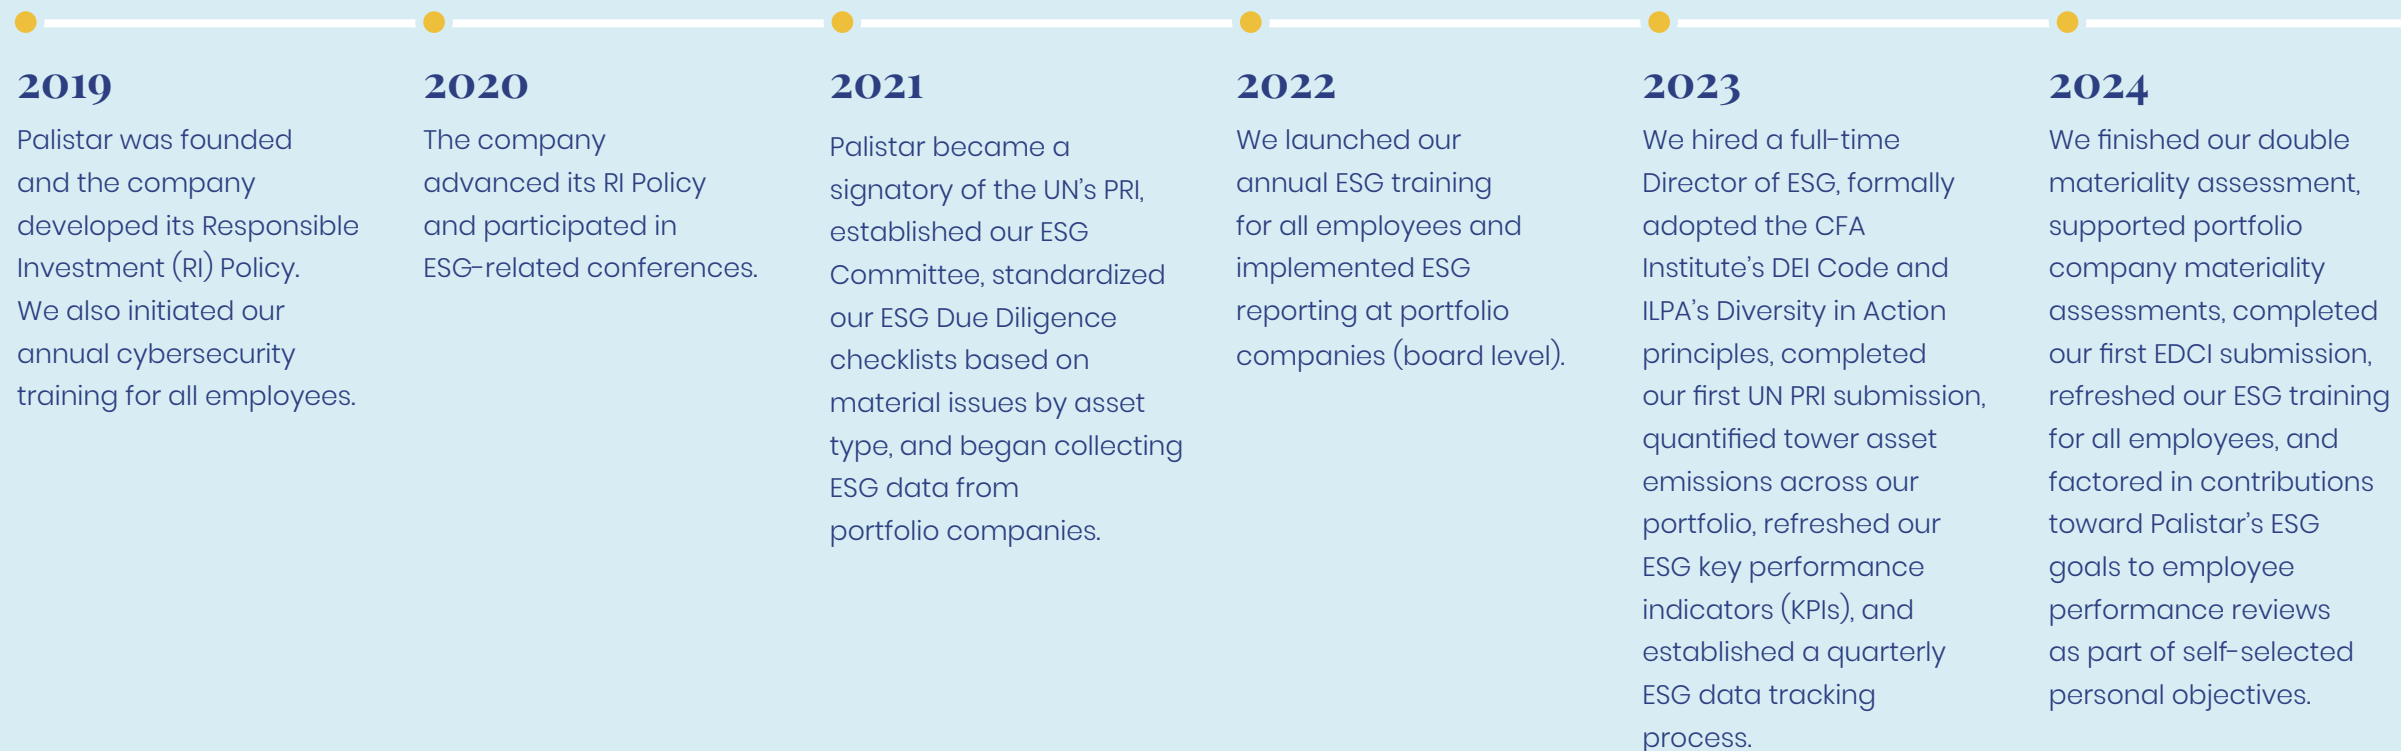 2019
Palistar was founded
and the company
developed its Responsible
Investment (RI) Policy.
We also initiated our
annual cybersecurity
training for all employees.
2020
The company
advanced its RI Policy
and participated in
ESG-related conferences.
2021
Palistar became a
signatory of the UN’s PRI,
established our ESG
Committee, standardized
our ESG Due Diligence
checklists based on
material issues by asset
type, and began collecting
ESG data from
portfolio companies.
2022
We launched our
annual ESG training
for all employees and
implemented ESG
reporting at portfolio
companies (board level).
2023
We hired a full-time
Director of ESG, formally
adopted the CFA
Institute’s DEI Code and
ILPA’s Diversity in Action
principles, completed
our first UN PRI submission,
quantified tower asset
emissions across our
portfolio, refreshed our
ESG key performance
indicators (KPIs), and
established a quarterly
ESG data tracking
process.
2024
We finished our double
materiality assessment,
supported portfolio
company materiality
assessments, completed
our first EDCI submission,
refreshed our ESG training
for all employees, and
factored in contributions
toward Palistar’s ESG
goals to employee
performance reviews
as part of self-selected
personal objectives.